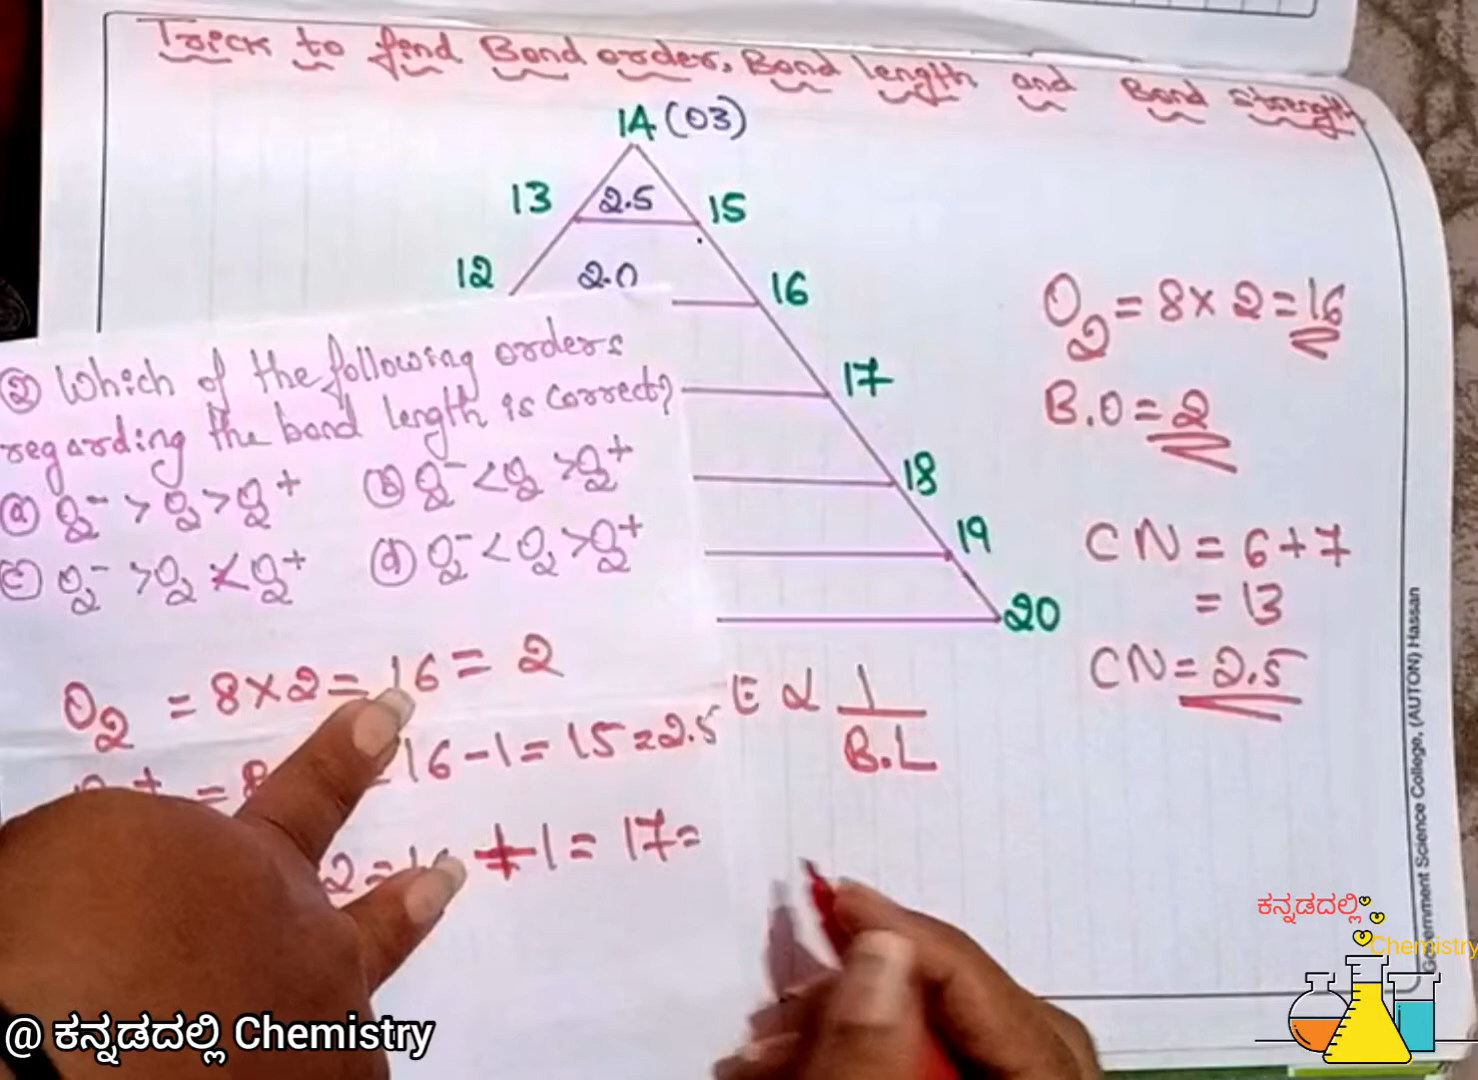 Trick to find Bond order, Bond length and Bond strength
14 (03)
13 2.5 15
12 2.0 16
17
18
19
20
O2 = 8 × 2 = 16
B.O = 2
CN = 6+7
= 13
CN = 2.5
② Which of the following orders
regarding the bond length is correct?
ⓐ O2- > O2 > O2+ ⓑ O2- < O2 > O2+
ⓒ O2- > O2 < O2+ ⓓ O2- < O2 > O2+
O2 = 8×2 = 16 = 2
= 16-1 = 15 = 2.5
2 = +1 = 17 =
α 1
B.L
Government Science College, (AUTON) Hassan
ಕನ್ನಡದಲ್ಲಿ
Chemistry
@ ಕನ್ನಡದಲ್ಲಿ Chemistry